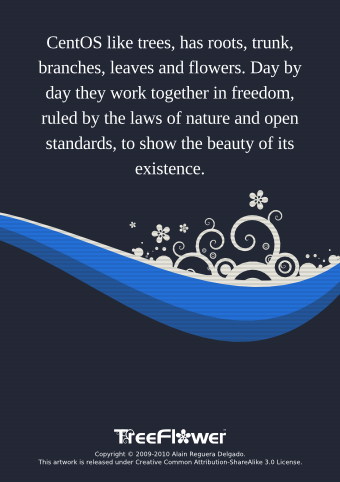 CentOS like trees, has roots, trunk,
branches, leaves and flowers. Day by
day they work together in freedom,
ruled by the laws of nature and open
standards, to show the beauty of its
existence.
TreeFlower
Copyright © 2009-2010 Alain Reguera Delgado.
This artwork is released under Creative Common Attribution-ShareAlike 3.0 License.